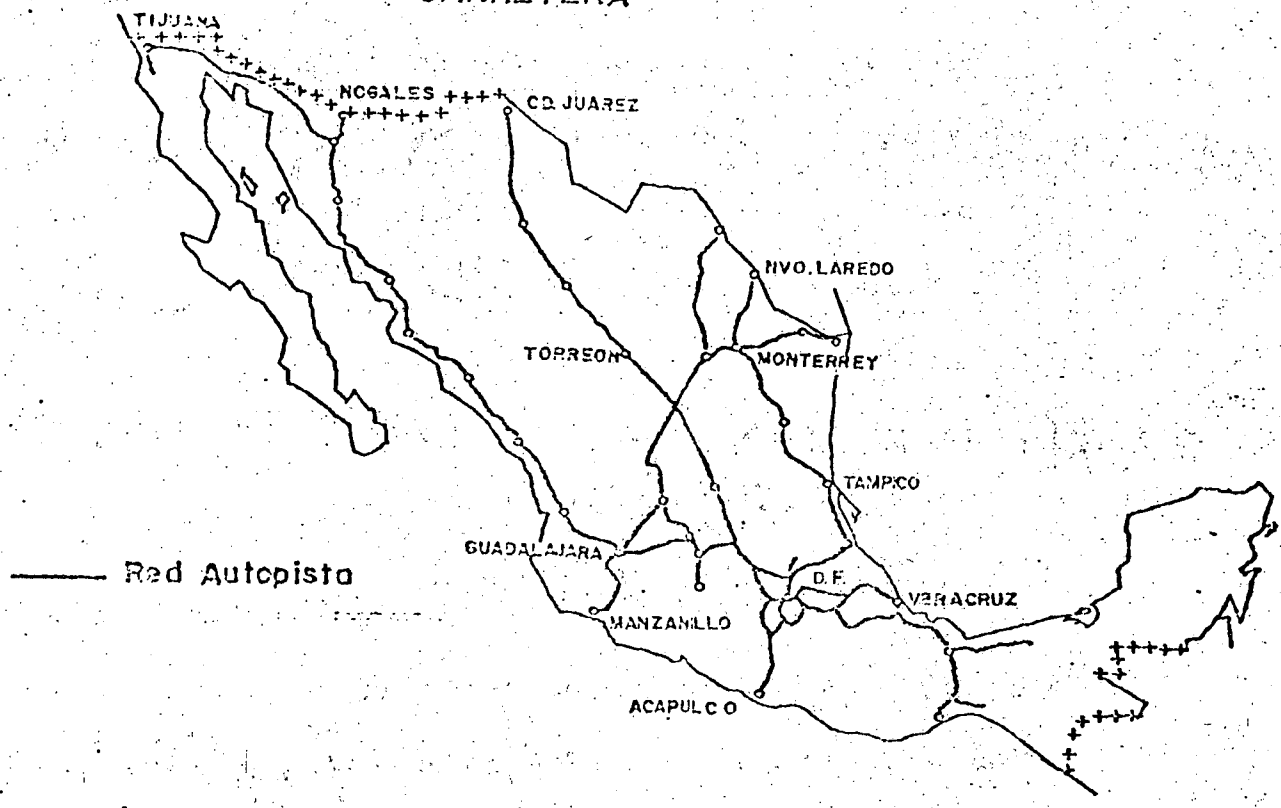 TIJUANA
NOGALES
CD. JUAREZ
NVO. LAREDO
TORREON
MONTERREY
TAMPICO
GUADALAJARA
Red Autopista
D.F.
VERACRUZ
MANZANILLO
ACAPULCO